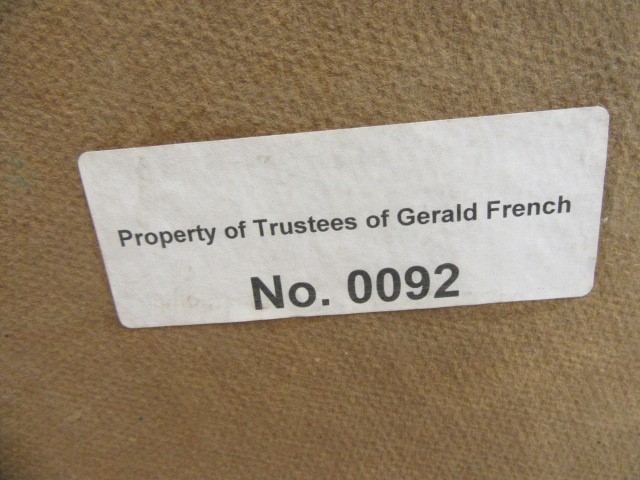 Property of Trustees of Gerald French
No. 0092